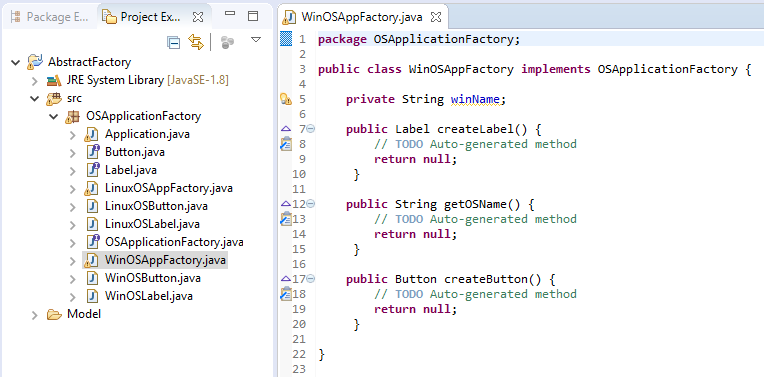 Package E...
Project Ex...
AbstractFactory
JRE System Library [JavaSE-1.8]
src
OSApplicationFactory
Application.java
Button.java
Label.java
LinuxOSAppFactory.java
LinuxOSButton.java
LinuxOSLabel.java
OSApplicationFactory.java
WinOSAppFactory.java
WinOSButton.java
WinOSLabel.java
Model
WinOSAppFactory.java
1 package OSApplicationFactory;
2
3 public class WinOSAppFactory implements OSApplicationFactory {
4
5 private String winName;
6
7 public Label createLabel() {
8 // TODO Auto-generated method
9 return null;
10 }
11
12 public String getOSName() {
13 // TODO Auto-generated method
14 return null;
15 }
16
17 public Button createButton() {
18 // TODO Auto-generated method
19 return null;
20 }
21
22 }
23